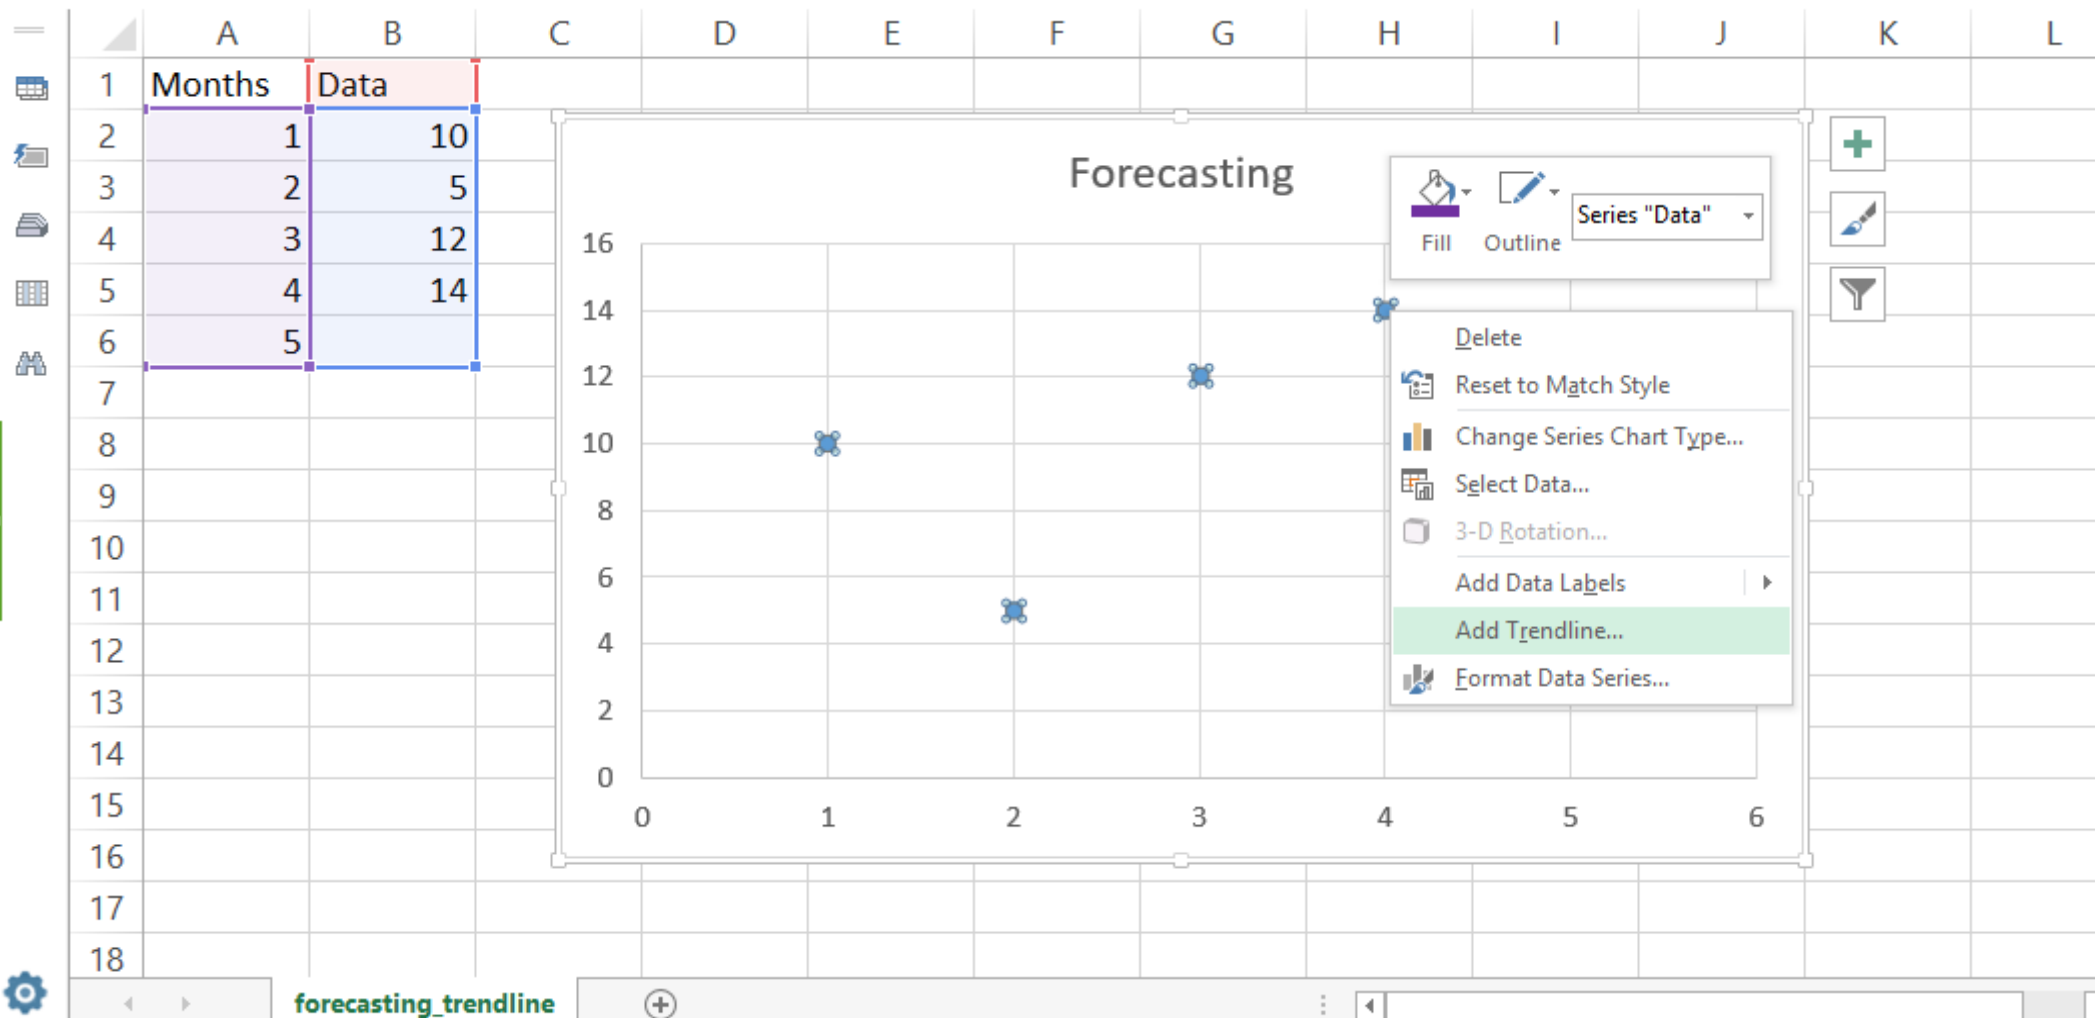 A B C D E F G H I J K L
1 Months Data
2 1 10
3 2 5
4 3 12
5 4 14
6 5
7
8
9
10
11
12
13
14
15
16
17
18
Forecasting
16
14
12
10
8
6
4
2
0
0 1 2 3 4 5 6
Fill Outline Series "Data"
Delete
Reset to Match Style
Change Series Chart Type...
Select Data...
3-D Rotation...
Add Data Labels
Add Trendline...
Format Data Series...
forecasting_trendline